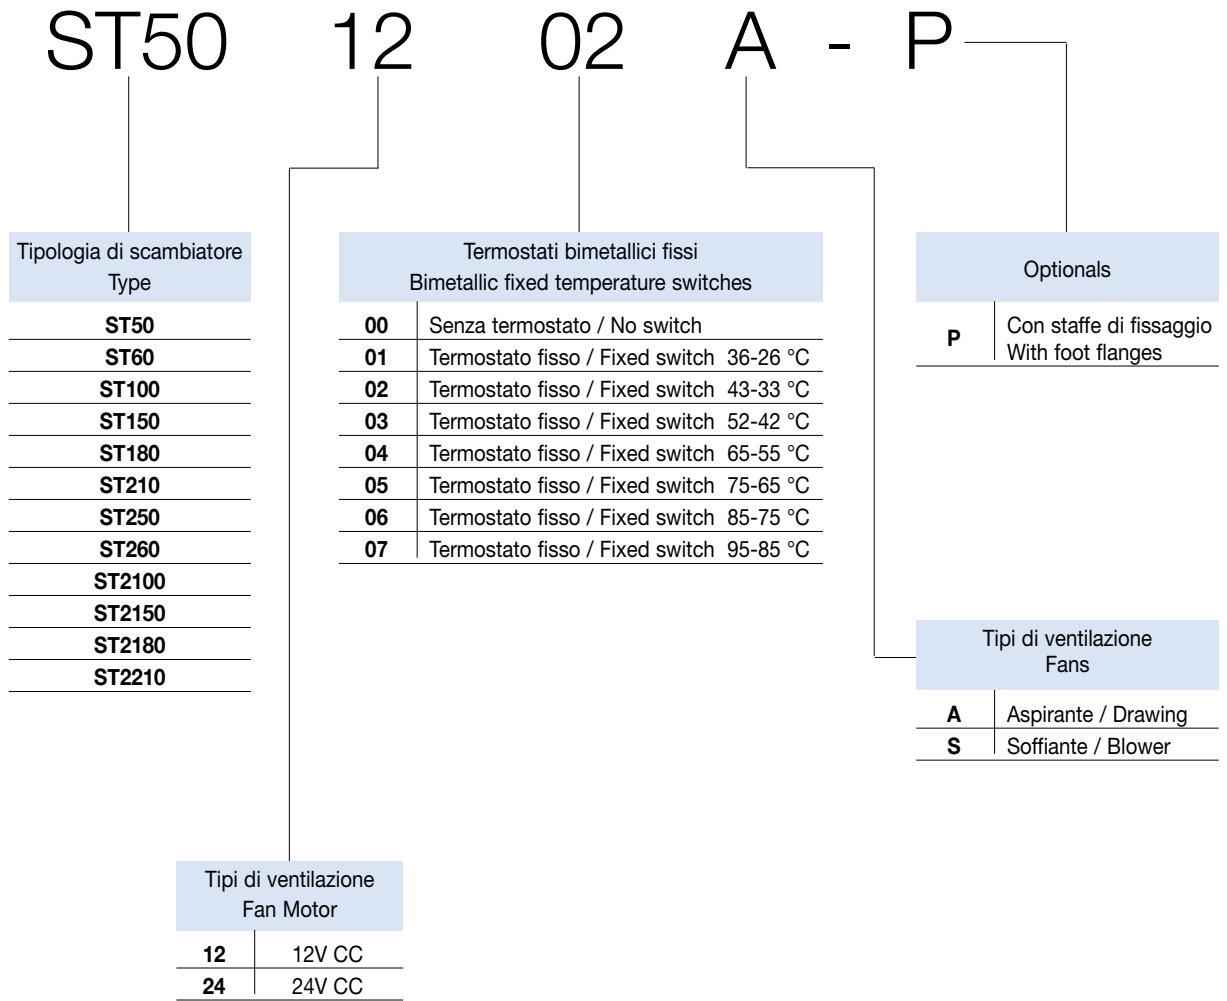 ST50 12 02 A - P
Tipologia di scambiatore
Type
ST50
ST60
ST100
ST150
ST180
ST210
ST250
ST260
ST2100
ST2150
ST2180
ST2210
Termostati bimetallici fissi
Bimetallic fixed temperature switches
00 Senza termostato / No switch
01 Termostato fisso / Fixed switch 36-26 °C
02 Termostato fisso / Fixed switch 43-33 °C
03 Termostato fisso / Fixed switch 52-42 °C
04 Termostato fisso / Fixed switch 65-55 °C
05 Termostato fisso / Fixed switch 75-65 °C
06 Termostato fisso / Fixed switch 85-75 °C
07 Termostato fisso / Fixed switch 95-85 °C
Optionals
P Con staffe di fissaggio
With foot flanges
Tipi di ventilazione
Fans
A Aspirante / Drawing
S Soffiante / Blower
Tipi di ventilazione
Fan Motor
12 12V CC
24 24V CC